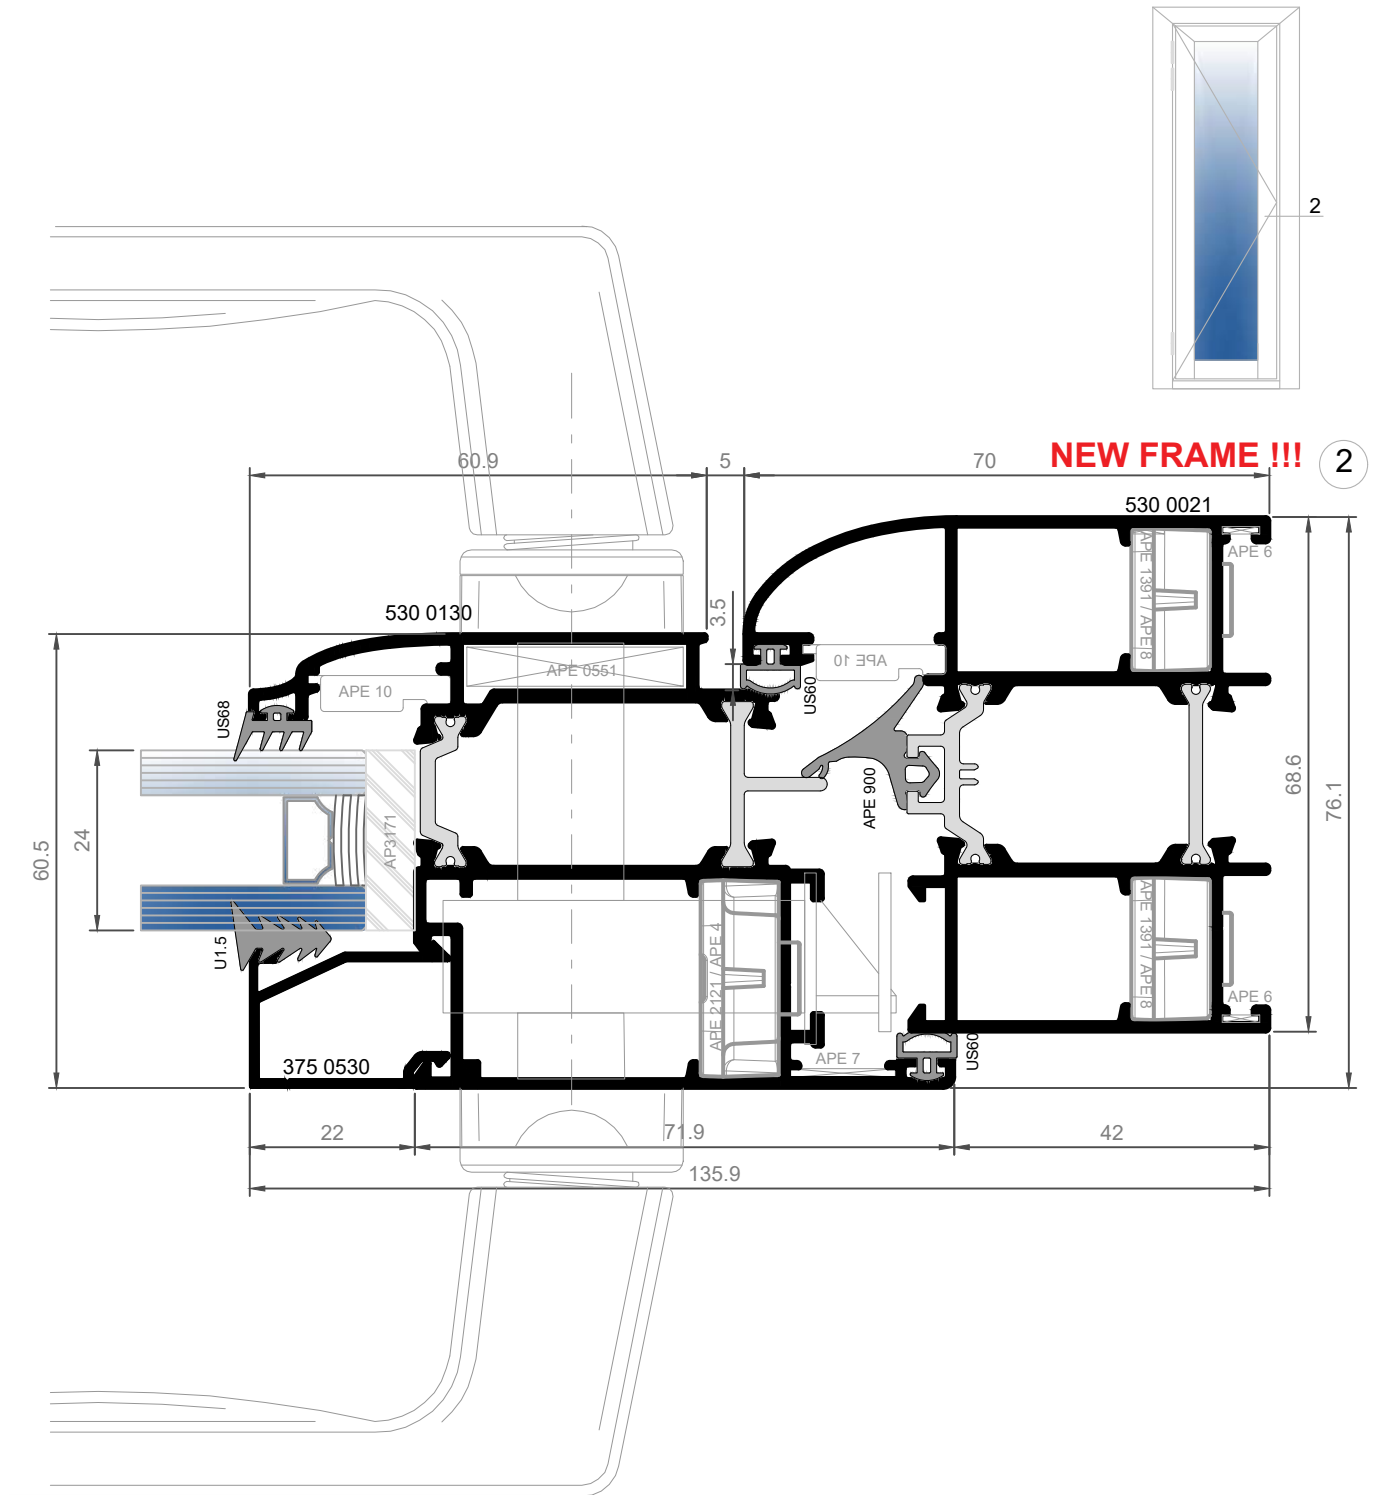 2
NEW FRAME !!!
2
60.9
5
70
530 0021
APE 6
APE 1391 / APE 8
530 0130
3.5
APE 0551
APE 10
APE 10
US68
US60
APE 900
68.6
76.1
60.5
24
AP3171
U1.5
APE 2121 / APE 4
APE 1391 / APE 8
APE 6
US60
APE 7
375 0530
22
71.9
42
135.9